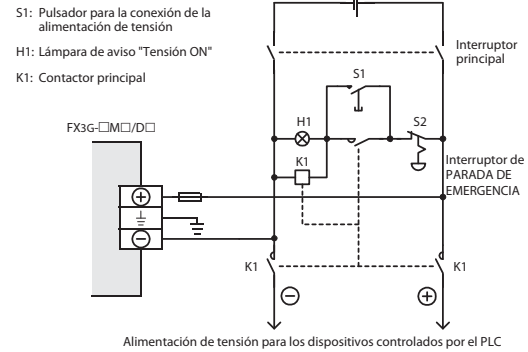 S1: Pulsador para la conexión de la
alimentación de tensión
H1: Lámpara de aviso "Tensión ON"
K1: Contactor principal
FX3G-□M□/D□
Interruptor
principal
S1
H1
S2
K1
Interruptor de
PARADA DE
EMERGENCIA
K1
K1
Alimentación de tensión para los dispositivos controlados por el PLC